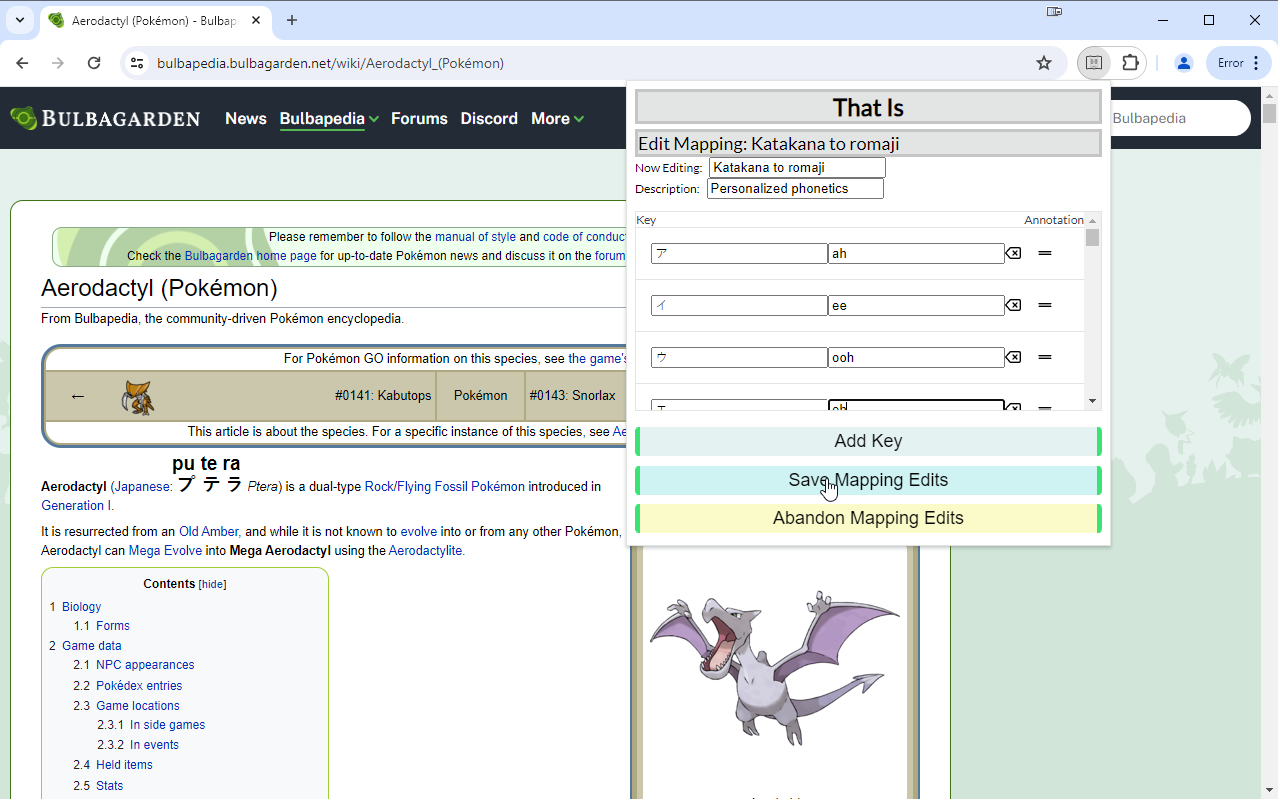 Aerodactyl (Pokémon) - Bulbap
bulbapedia.bulbagarden.net/wiki/Aerodactyl_(Pokémon)
Error
BULBAGARDEN
News
Bulbapedia
Forums
Discord
More
Bulbapedia
That Is
Edit Mapping: Katakana to romaji
Now Editing: Katakana to romaji
Description: Personalized phonetics
Key Annotation
ア ah
イ ee
ウ ooh
エ eh
Add Key
Save Mapping Edits
Abandon Mapping Edits
Please remember to follow the manual of style and code of conduc
Check the Bulbagarden home page for up-to-date Pokémon news and discuss it on the forum
Aerodactyl (Pokémon)
From Bulbapedia, the community-driven Pokémon encyclopedia.
For Pokémon GO information on this species, see the game's
← #0141: Kabutops Pokémon #0143: Snorlax
This article is about the species. For a specific instance of this species, see Ae
pu te ra
Aerodactyl (Japanese: プテラ Ptera) is a dual-type Rock/Flying Fossil Pokémon introduced in
Generation I.
It is resurrected from an Old Amber, and while it is not known to evolve into or from any other Pokémon,
Aerodactyl can Mega Evolve into Mega Aerodactyl using the Aerodactylite.
Contents [hide]
1 Biology
1.1 Forms
2 Game data
2.1 NPC appearances
2.2 Pokédex entries
2.3 Game locations
2.3.1 In side games
2.3.2 In events
2.4 Held items
2.5 Stats